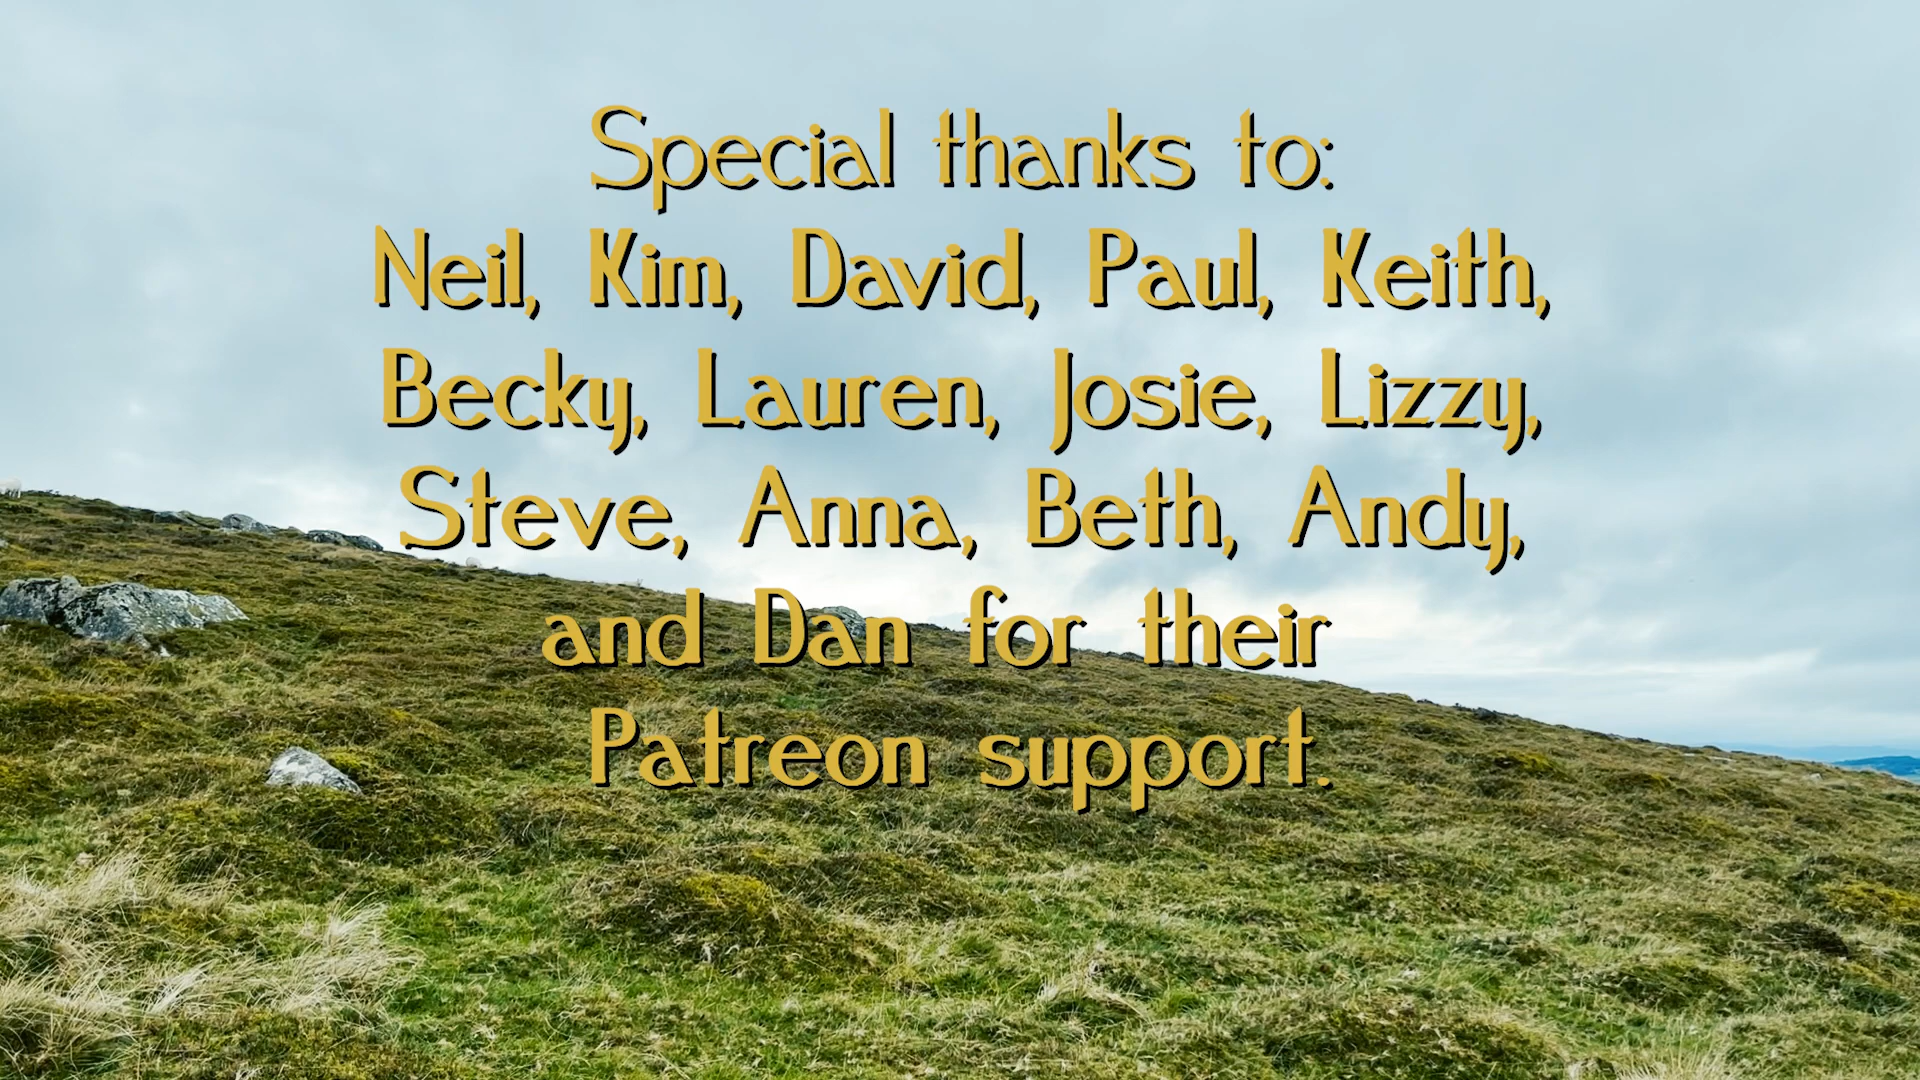 Special thanks to:
Neil, Kim, David, Paul, Keith,
Becky, Lauren, Josie, Lizzy,
Steve, Anna, Beth, Andy,
and Dan for their
Patreon support.